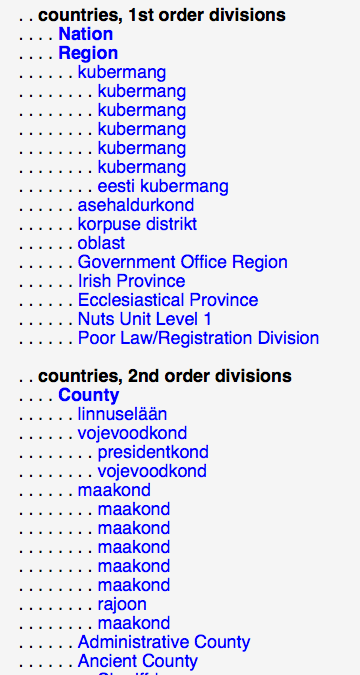 . . countries, 1st order divisions
. . . . Nation
. . . . Region
. . . . . . kubermang
. . . . . . . . kubermang
. . . . . . . . kubermang
. . . . . . . . kubermang
. . . . . . . . kubermang
. . . . . . . . kubermang
. . . . . . . . eesti kubermang
. . . . . . asehaldurkond
. . . . . . korpuse distrikt
. . . . . . oblast
. . . . . . Government Office Region
. . . . . . Irish Province
. . . . . . Ecclesiastical Province
. . . . . . Nuts Unit Level 1
. . . . . . Poor Law/Registration Division
. . countries, 2nd order divisions
. . . . County
. . . . . . linnuselään
. . . . . . vojevoodkond
. . . . . . . . presidentkond
. . . . . . . . vojevoodkond
. . . . . . maakond
. . . . . . . . maakond
. . . . . . . . maakond
. . . . . . . . maakond
. . . . . . . . maakond
. . . . . . . . maakond
. . . . . . . . rajoon
. . . . . . . . maakond
. . . . . . Administrative County
. . . . . . Ancient County